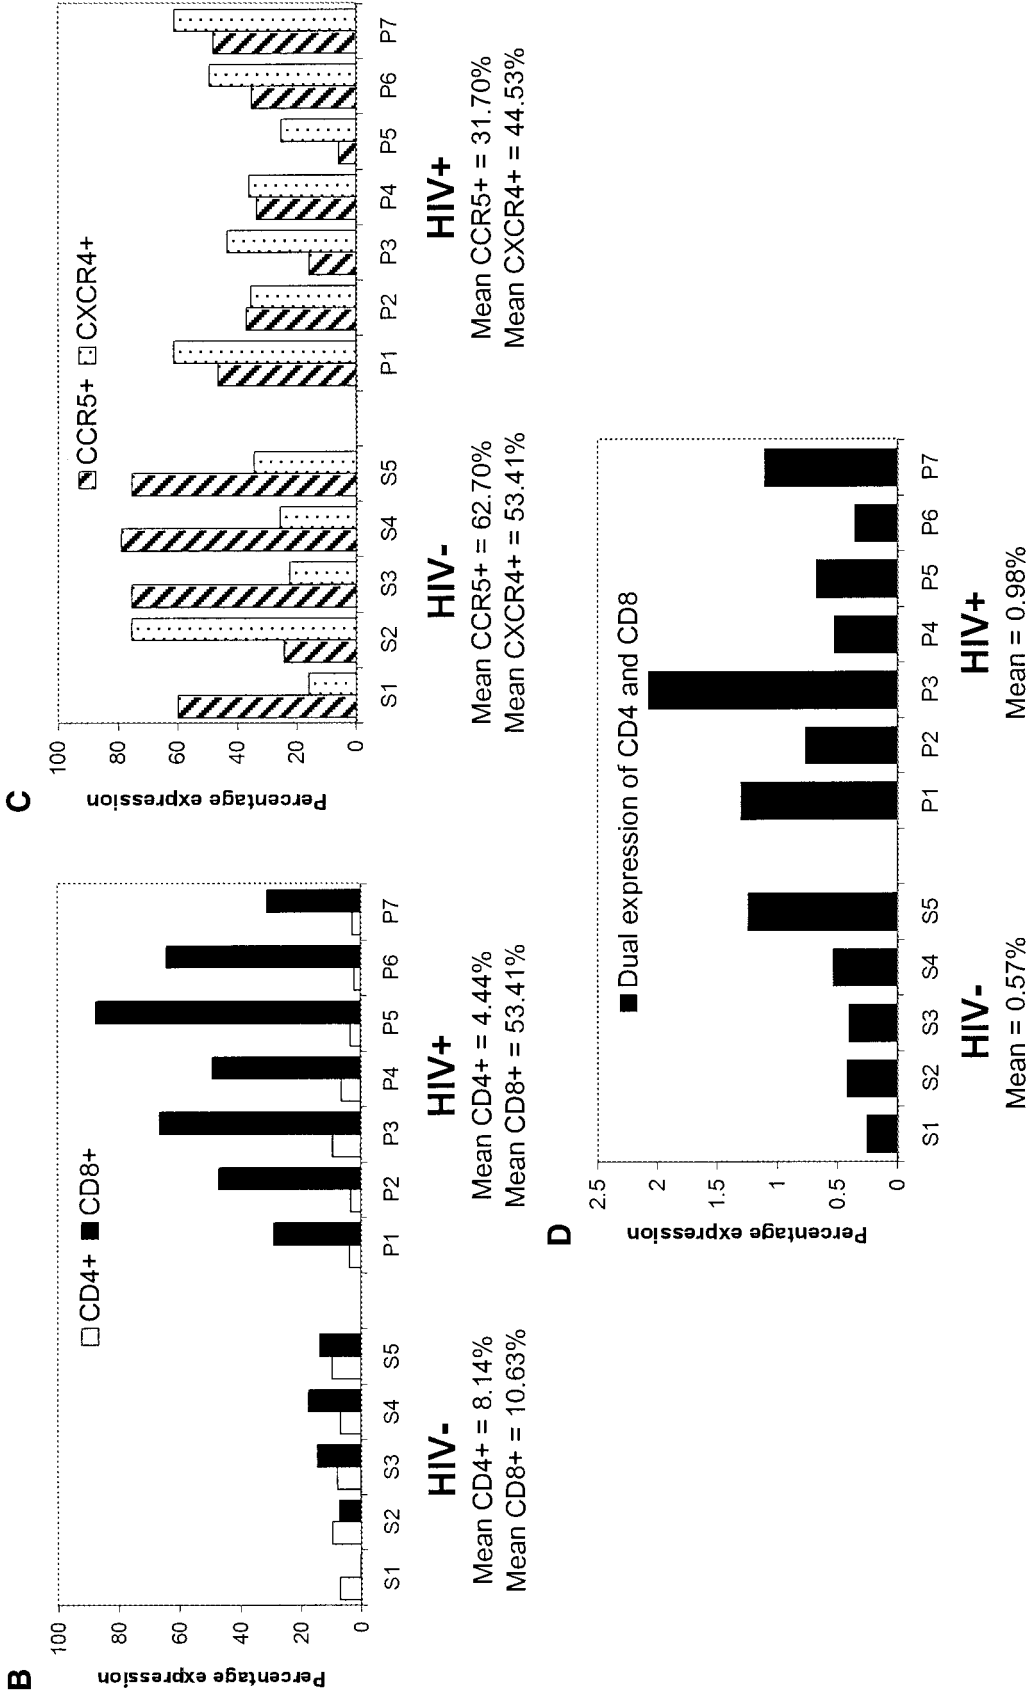 B
Percentage expression
100
80
60
40
20
0
CD4+ CD8+
S1 S2 S3 S4 S5 P1 P2 P3 P4 P5 P6 P7
HIV- HIV+
Mean CD4+ = 8.14% Mean CD4+ = 4.44%
Mean CD8+ = 10.63% Mean CD8+ = 53.41%
C
Percentage expression
100
80
60
40
20
0
CCR5+ CXCR4+
S1 S2 S3 S4 S5 P1 P2 P3 P4 P5 P6 P7
HIV- HIV+
Mean CCR5+ = 62.70% Mean CCR5+ = 31.70%
Mean CXCR4+ = 53.41% Mean CXCR4+ = 44.53%
D
Percentage expression
2.5
2
1.5
1
0.5
0
Dual expression of CD4 and CD8
S1 S2 S3 S4 S5 P1 P2 P3 P4 P5 P6 P7
HIV- HIV+
Mean = 0.57% Mean = 0.98%